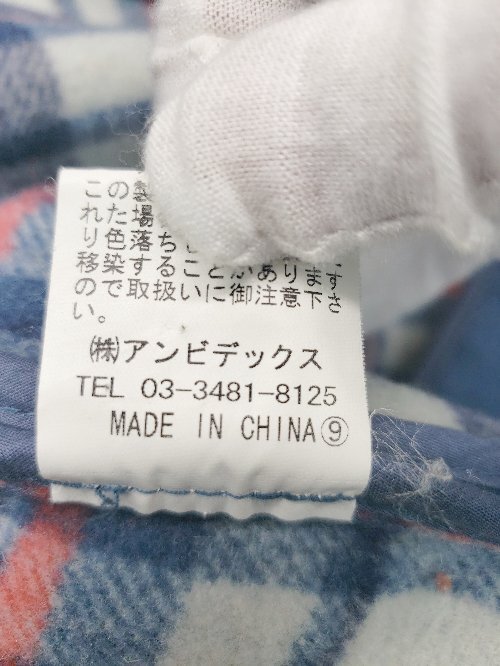 この製
れた場
り色落ち
移染することがあります
ので取扱いに御注意下さ
い。
㈱アンビデックス
TEL 03-3481-8125
MADE IN CHINA⑨